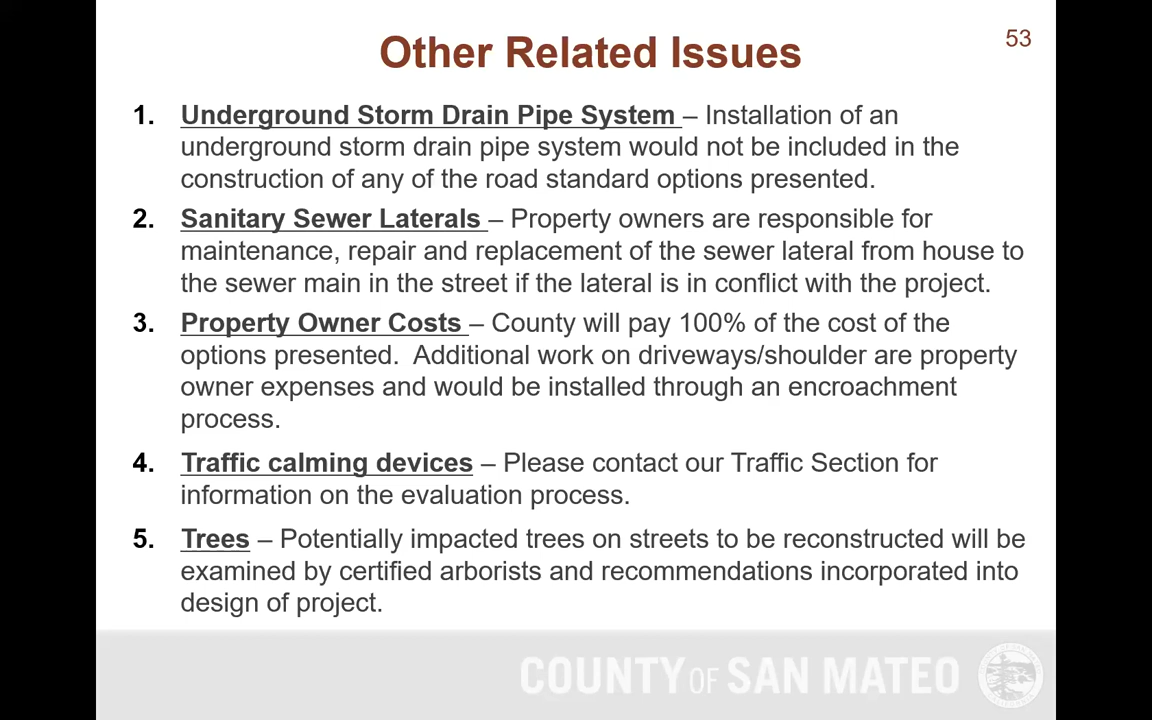 53
Other Related Issues
1. Underground Storm Drain Pipe System – Installation of an
underground storm drain pipe system would not be included in the
construction of any of the road standard options presented.
2. Sanitary Sewer Laterals – Property owners are responsible for
maintenance, repair and replacement of the sewer lateral from house to
the sewer main in the street if the lateral is in conflict with the project.
3. Property Owner Costs – County will pay 100% of the cost of the
options presented.  Additional work on driveways/shoulder are property
owner expenses and would be installed through an encroachment
process.
4. Traffic calming devices – Please contact our Traffic Section for
information on the evaluation process.
5. Trees – Potentially impacted trees on streets to be reconstructed will be
examined by certified arborists and recommendations incorporated into
design of project.
COUNTY OF SAN MATEO